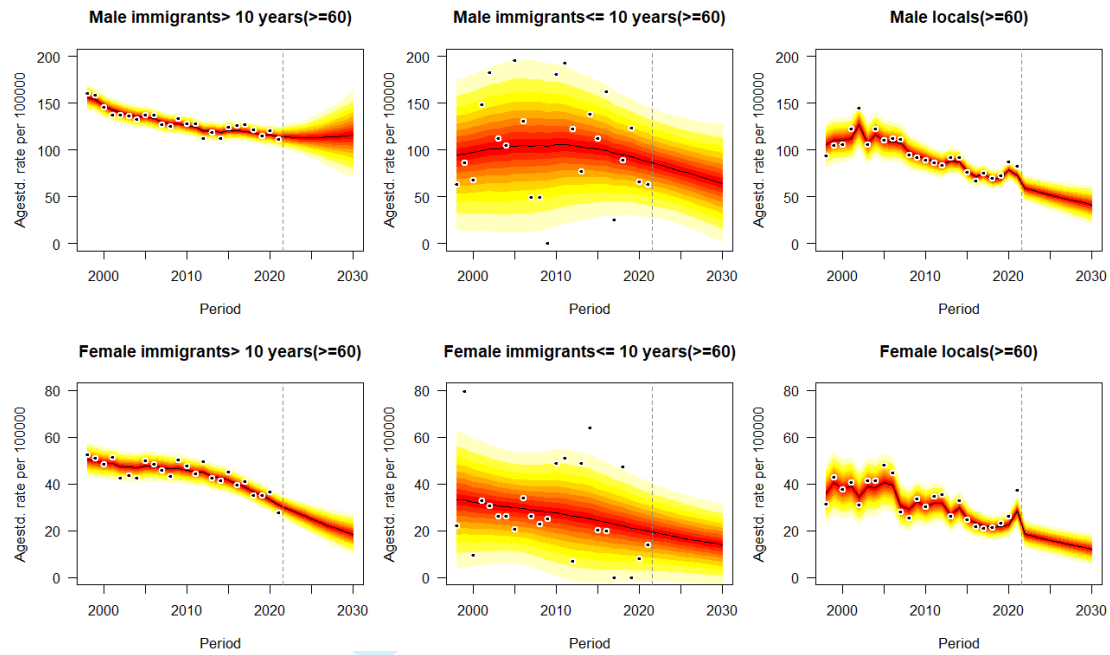 Male immigrants> 10 years(>=60)
Male immigrants<= 10 years(>=60)
Male locals(>=60)
Agestd. rate per 100000
200
150
100
50
0
2000 2010 2020 2030
Period
Agestd. rate per 100000
200
150
100
50
0
2000 2010 2020 2030
Period
Agestd. rate per 100000
200
150
100
50
0
2000 2010 2020 2030
Period
Female immigrants> 10 years(>=60)
Female immigrants<= 10 years(>=60)
Female locals(>=60)
Agestd. rate per 100000
80
60
40
20
0
2000 2010 2020 2030
Period
Agestd. rate per 100000
80
60
40
20
0
2000 2010 2020 2030
Period
Agestd. rate per 100000
80
60
40
20
0
2000 2010 2020 2030
Period